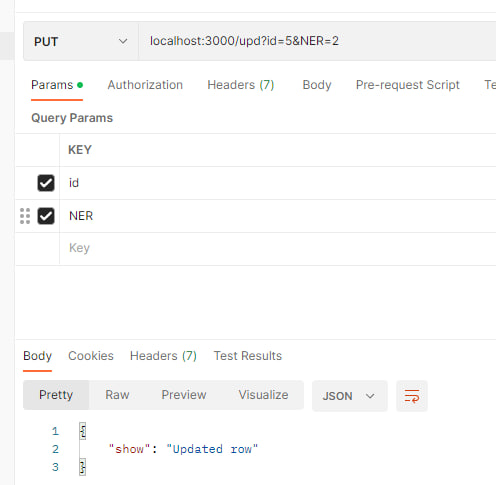 PUT localhost:3000/upd?id=5&NER=2
Params Authorization Headers (7) Body Pre-request Script Te
Query Params
KEY
id
NER
Key
Body Cookies Headers (7) Test Results
Pretty Raw Preview Visualize JSON
1 {
2 "show": "Updated row"
3 }